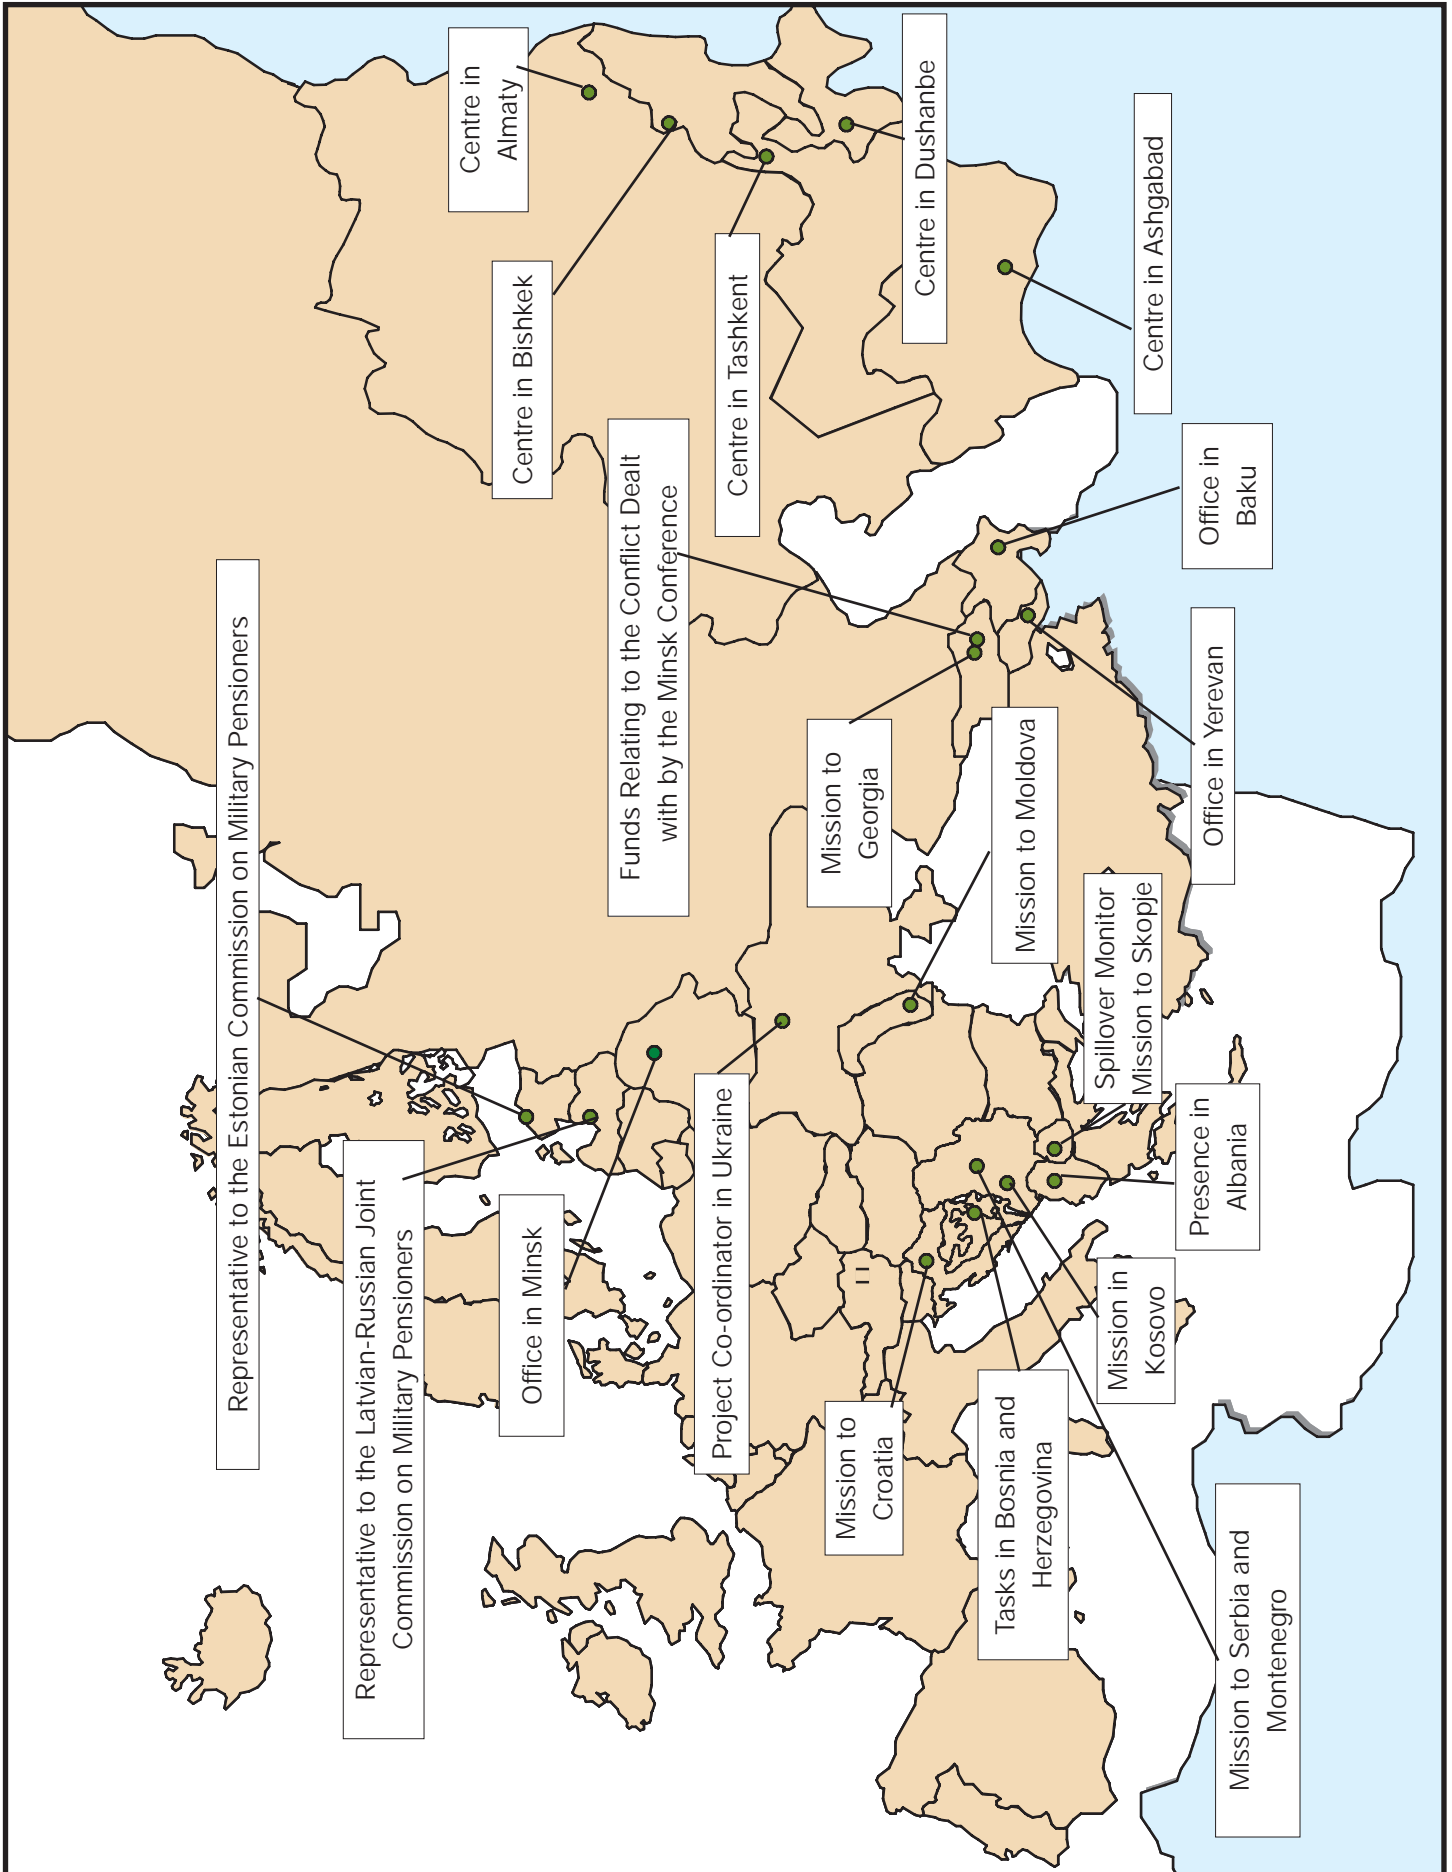 Representative to the Estonian Commission on Military Pensioners
Representative to the Latvian-Russian Joint
Commission on Military Pensioners
Centre in
Almaty
Centre in Bishkek
Office in Minsk
Funds Relating to the Conflict Dealt
with by the Minsk Conference
Project Co-ordinator in Ukraine
Centre in Tashkent
Mission to
Georgia
Mission to
Croatia
Centre in Dushanbe
Mission to Moldova
Tasks in Bosnia and
Herzegovina
Spillover Monitor
Mission to Skopje
Mission in
Kosovo
Centre in Ashgabad
Office in
Baku
Office in Yerevan
Presence in
Albania
Mission to Serbia and
Montenegro